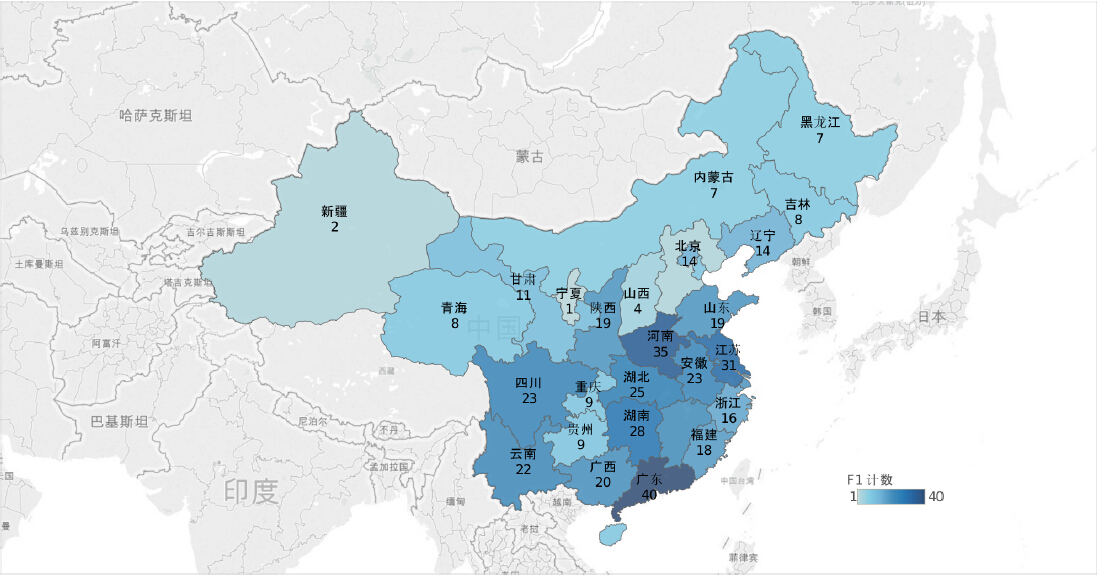 哈萨克斯坦
蒙古
黑龙江
7
内蒙古
7
吉林
8
新疆
2
乌兹别克斯坦
吉尔吉斯斯坦
辽宁
14
北京
14
土库曼斯坦
塔吉克斯坦
朝鲜
甘肃
11
宁夏
1
山西
4
青海
8
陕西
19
山东
19
韩国
日本
中国
阿富汗
河南
35
江苏
31
安徽
23
西藏
四川
23
重庆
9
湖北
25
浙江
16
巴基斯坦
尼泊尔
不丹
湖南
28
贵州
9
福建
18
云南
22
孟加拉国
广西
20
广东
40
中国台湾
印度
缅甸
越南
老挝
菲律宾
F1 计数
1
40